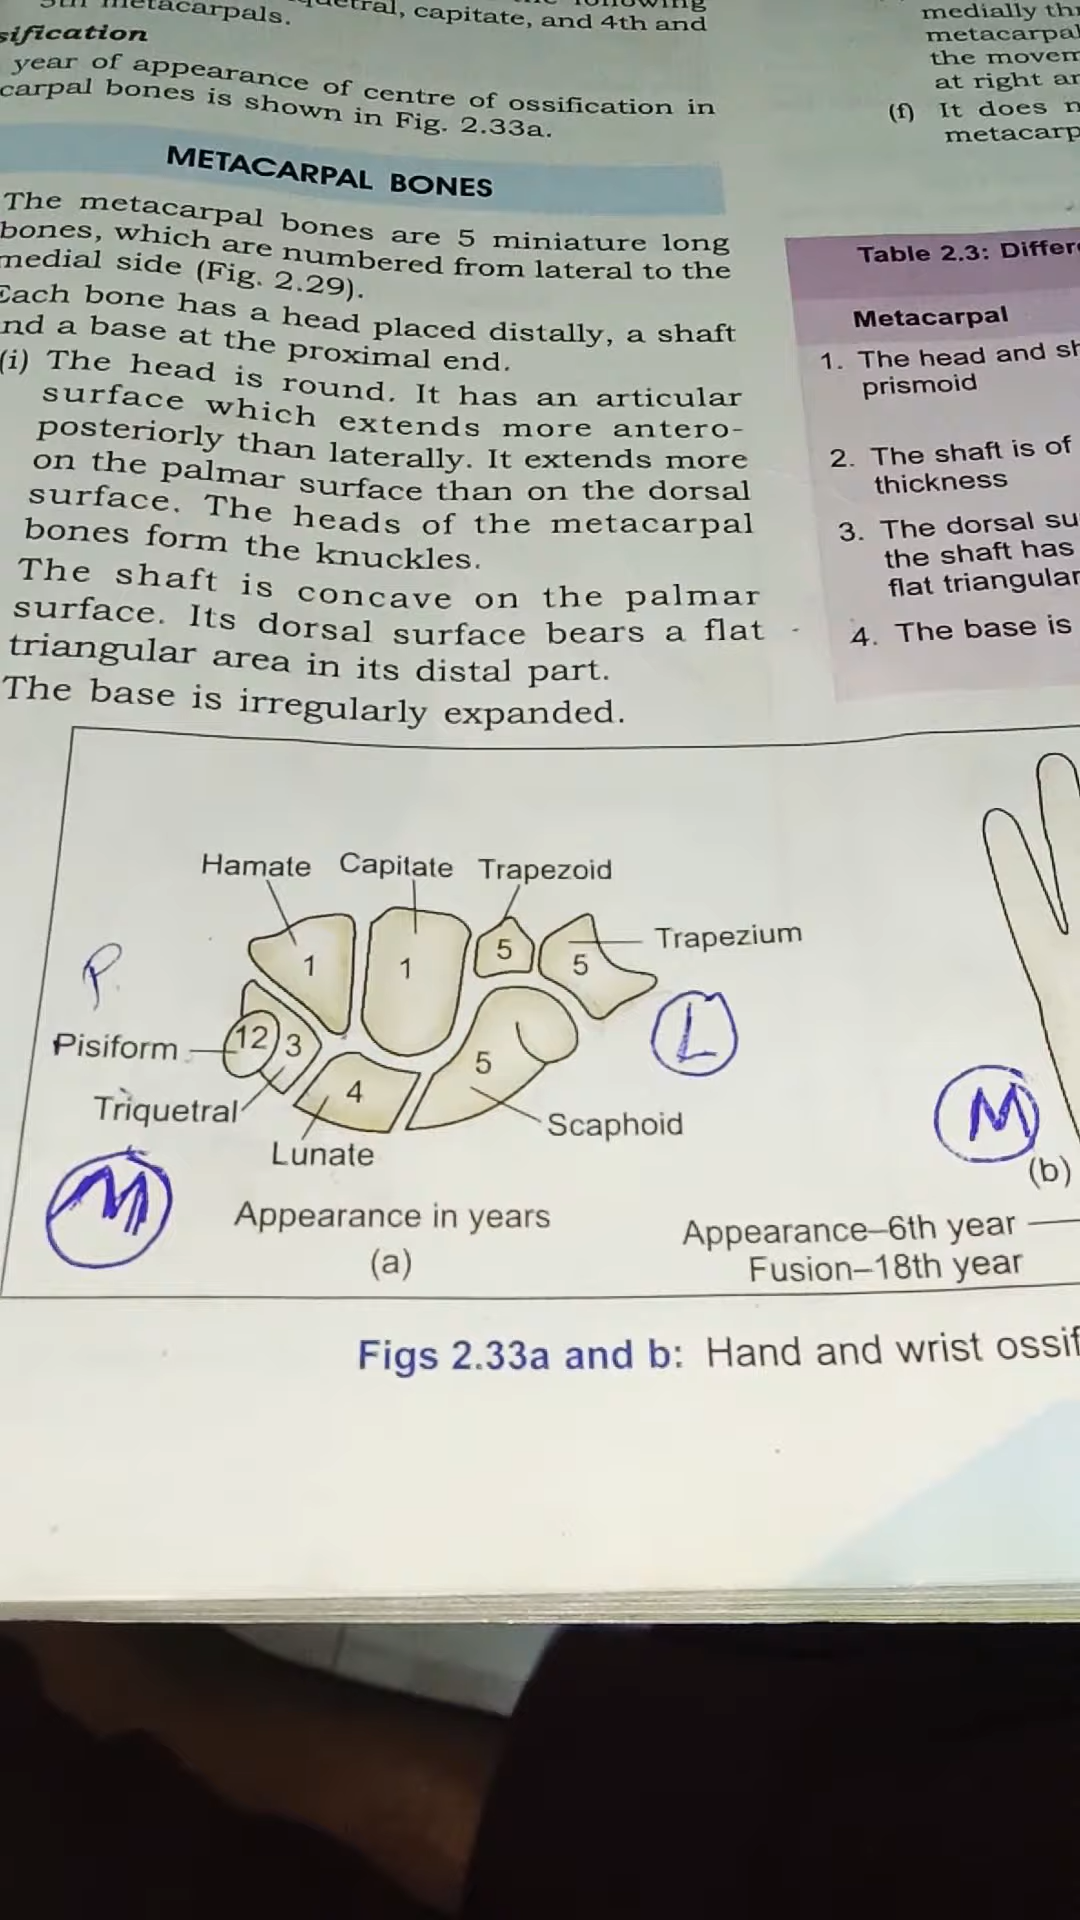 metacarpals.
capitate, and 4th and
sification
year of appearance of centre of ossification in
carpal bones is shown in Fig. 2.33a.
METACARPAL BONES
The metacarpal bones are 5 miniature long
bones, which are numbered from lateral to the
medial side (Fig. 2.29).
Each bone has a head placed distally, a shaft
nd a base at the proximal end.
(i) The head is round. It has an articular
surface which extends more antero-
posteriorly than laterally. It extends more
on the palmar surface than on the dorsal
surface. The heads of the metacarpal
bones form the knuckles.
The shaft is concave on the palmar
surface. Its dorsal surface bears a flat
triangular area in its distal part.
The base is irregularly expanded.
medially
metacarpal
the movem
at right ar
(f) It does n
metacarp
Table 2.3: Differe
Metacarpal
1. The head and sh
prismoid
2. The shaft is of
thickness
3. The dorsal su
the shaft has
flat triangular
4. The base is
Hamate Capitate Trapezoid
Trapezium
1 1 5 5
P.
L
Pisiform 12 3 5
4
Triquetral
Scaphoid
Lunate
M
M
(b)
Appearance in years
(a)
Appearance–6th year
Fusion–18th year
Figs 2.33a and b: Hand and wrist ossif